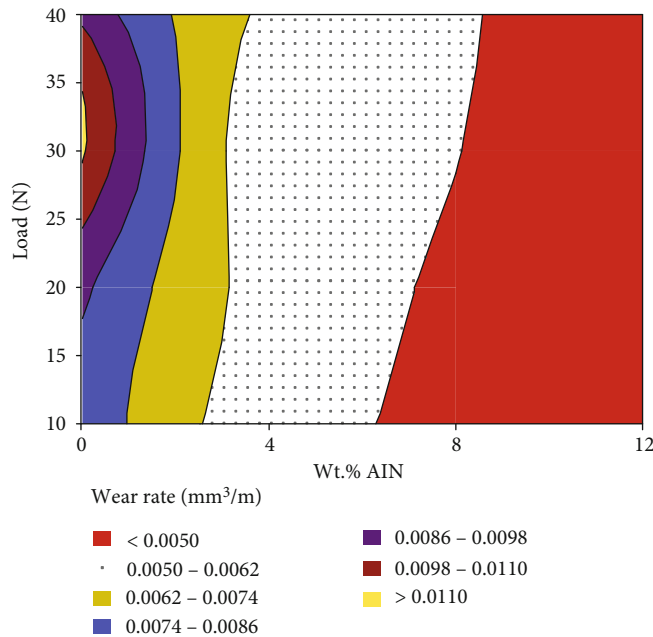 40
35
30
25
20
15
10
Load (N)
0
4
8
12
Wt.% AIN
Wear rate (mm³/m)
< 0.0050
0.0050 – 0.0062
0.0062 – 0.0074
0.0074 – 0.0086
0.0086 – 0.0098
0.0098 – 0.0110
> 0.0110